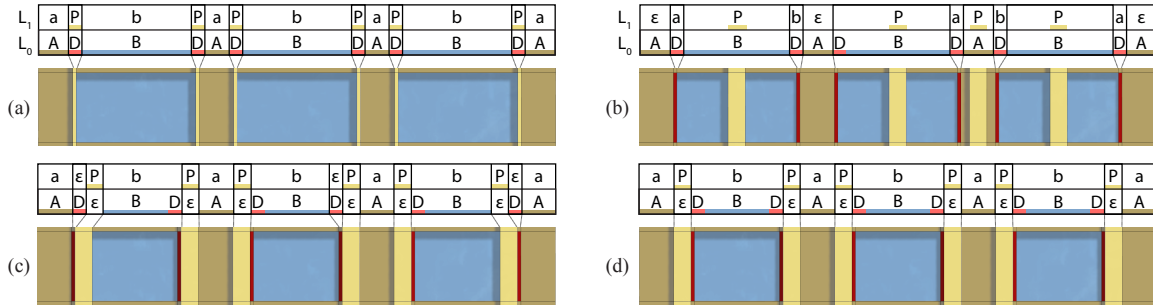 L₁ a P b P a P b P a P b P a
L₀ A D B D A D B D A D B D A
(a)
L₁ ε a P b ε P a P b P a ε
L₀ A D B D A D B D A D B D A
(b)
a ε P b P a P b ε P a P b P ε a
A D ε B D ε A ε D B D ε A ε B ε D A
(c)
a P b P a P b P a P b P a
A ε D B D ε A ε D B D ε A ε D B D ε A
(d)